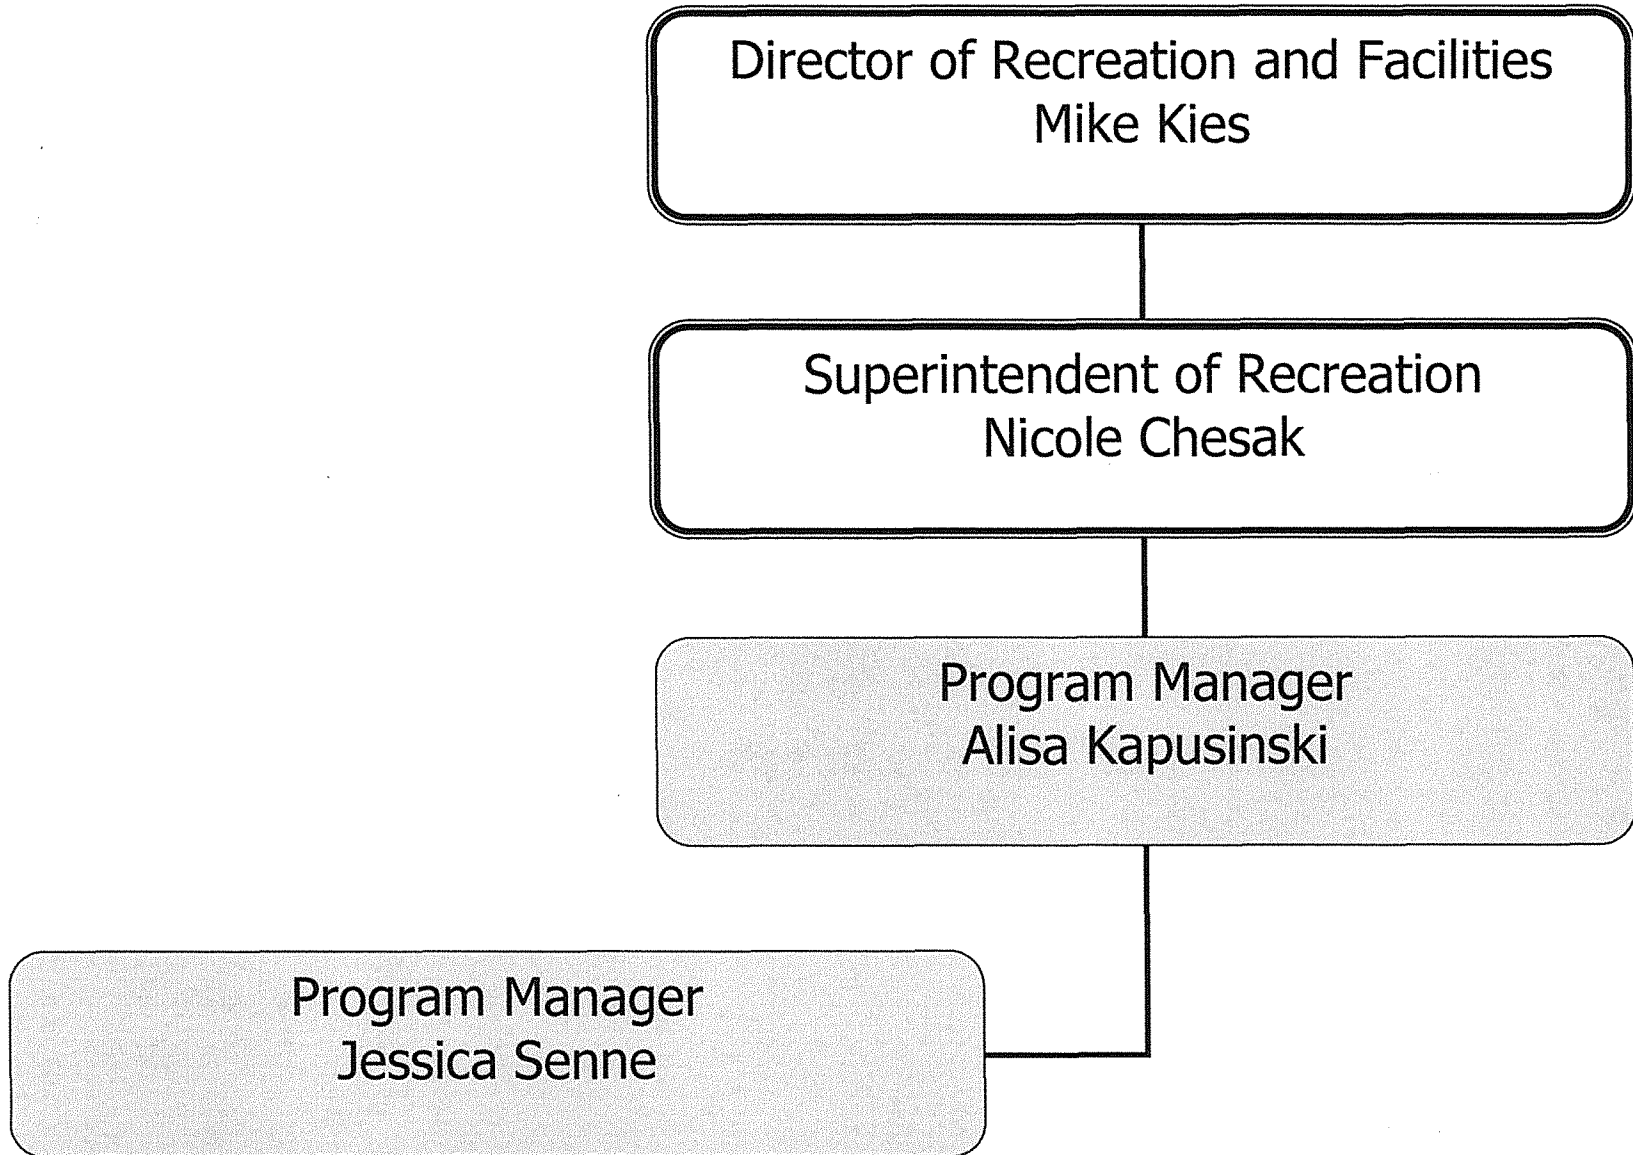 Director of Recreation and Facilities
Mike Kies
Superintendent of Recreation
Nicole Chesak
Program Manager
Alisa Kapusinski
Program Manager
Jessica Senne